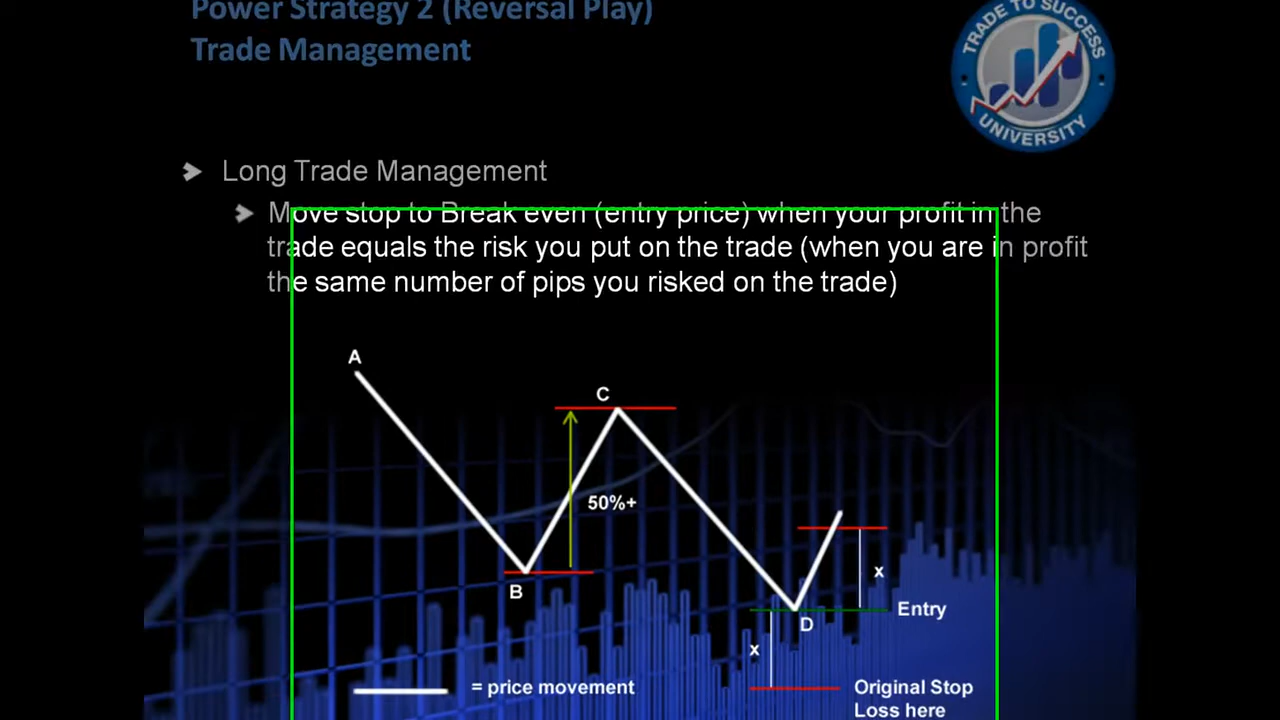 Power Strategy 2 (Reversal Play)
Trade Management
TRADE TO SUCCESS
UNIVERSITY
Long Trade Management
Move stop to Break even (entry price) when your profit in the
trade equals the risk you put on the trade (when you are in profit
the same number of pips you risked on the trade)
A
C
50%+
B
x
Entry
D
x
= price movement
Original Stop
Loss here